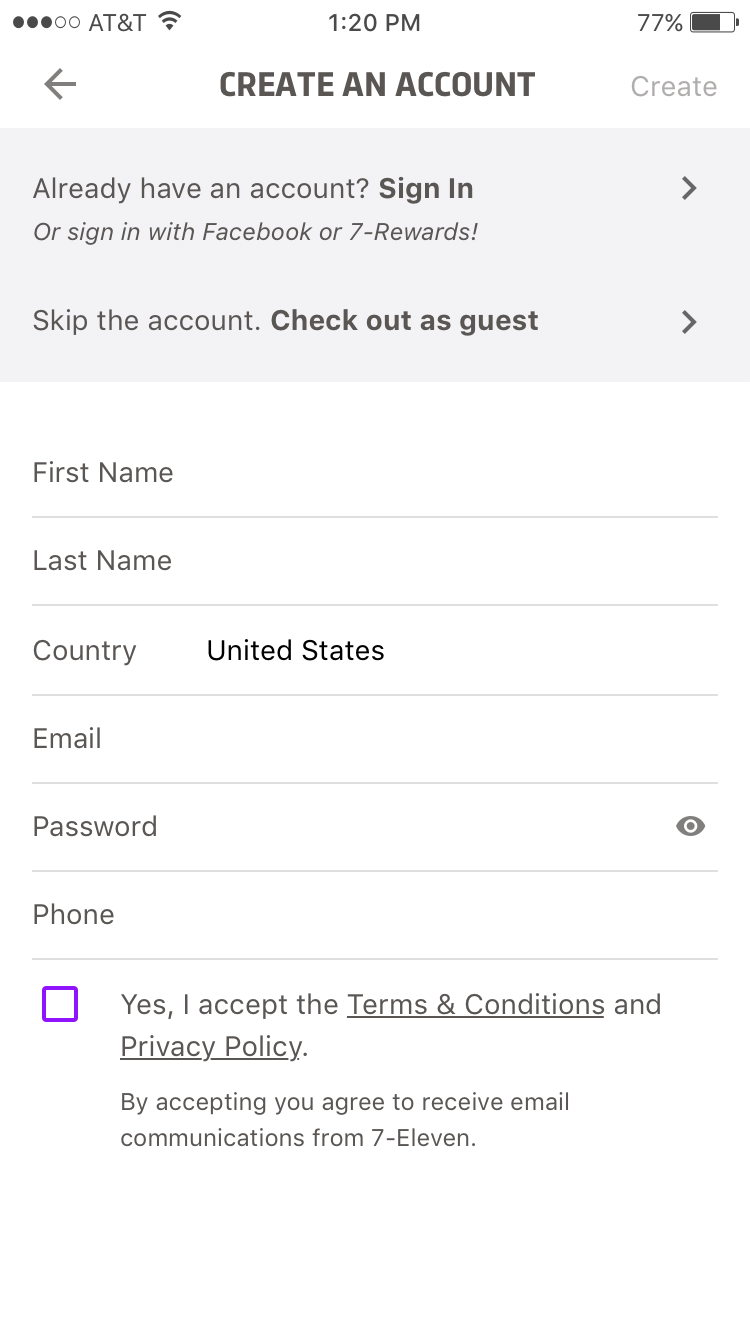 AT&T 1:20 PM 77%
CREATE AN ACCOUNT Create
Already have an account? Sign In
Or sign in with Facebook or 7-Rewards!
Skip the account. Check out as guest
First Name
Last Name
Country United States
Email
Password
Phone
Yes, I accept the Terms & Conditions and
Privacy Policy.
By accepting you agree to receive email
communications from 7-Eleven.